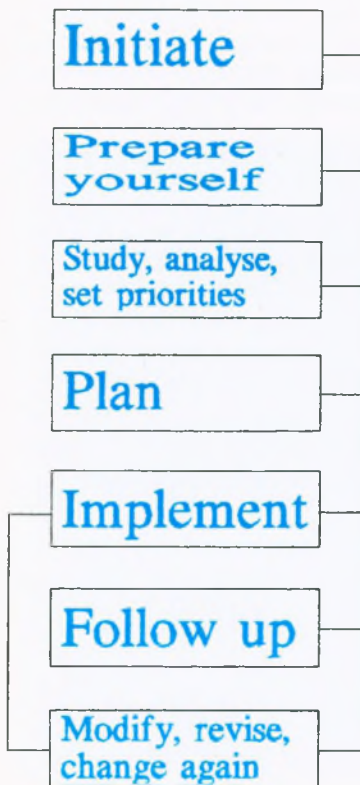 Initiate
Prepare
yourself
Study, analyse,
set priorities
Plan
Implement
Follow up
Modify, revise,
change again